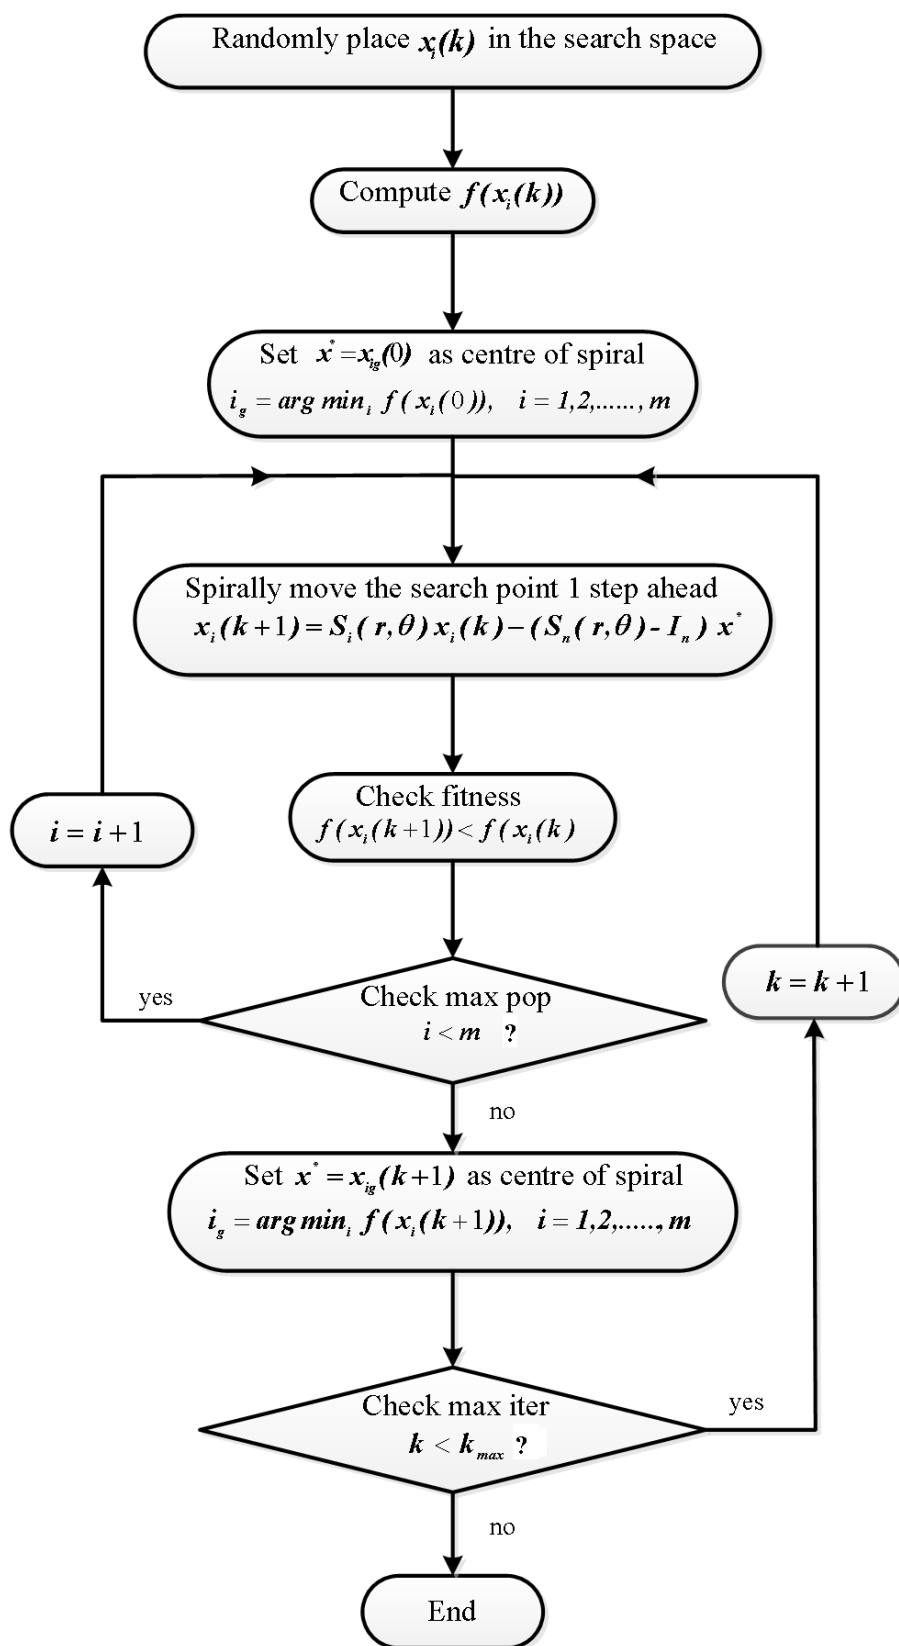 Randomly place x_i(k) in the search space
Compute f(x_i(k))
Set x* = x_ig(0) as centre of spiral
i_g = arg min_i f(x_i(0)), i = 1,2,......, m
Spirally move the search point 1 step ahead
x_i(k+1) = S_i(r,θ) x_i(k) – (S_n(r,θ) - I_n) x*
Check fitness
f(x_i(k+1)) < f(x_i(k)
i = i + 1
k = k + 1
yes
Check max pop
i < m ?
no
Set x* = x_ig(k+1) as centre of spiral
i_g = arg min_i f(x_i(k+1)), i = 1,2,......, m
Check max iter
k < k_max ?
yes
no
End